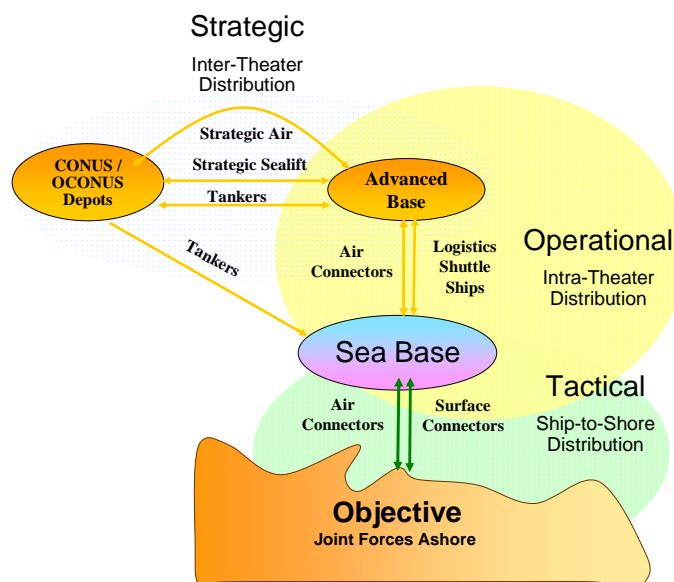 Strategic
Inter-Theater
Distribution
Strategic Air
Strategic Sealift
Tankers
CONUS /
OCONUS
Depots
Advanced
Base
Tankers
Air
Connectors
Logistics
Shuttle
Ships
Operational
Intra-Theater
Distribution
Sea Base
Tactical
Ship-to-Shore
Distribution
Air
Connectors
Surface
Connectors
Objective
Joint Forces Ashore